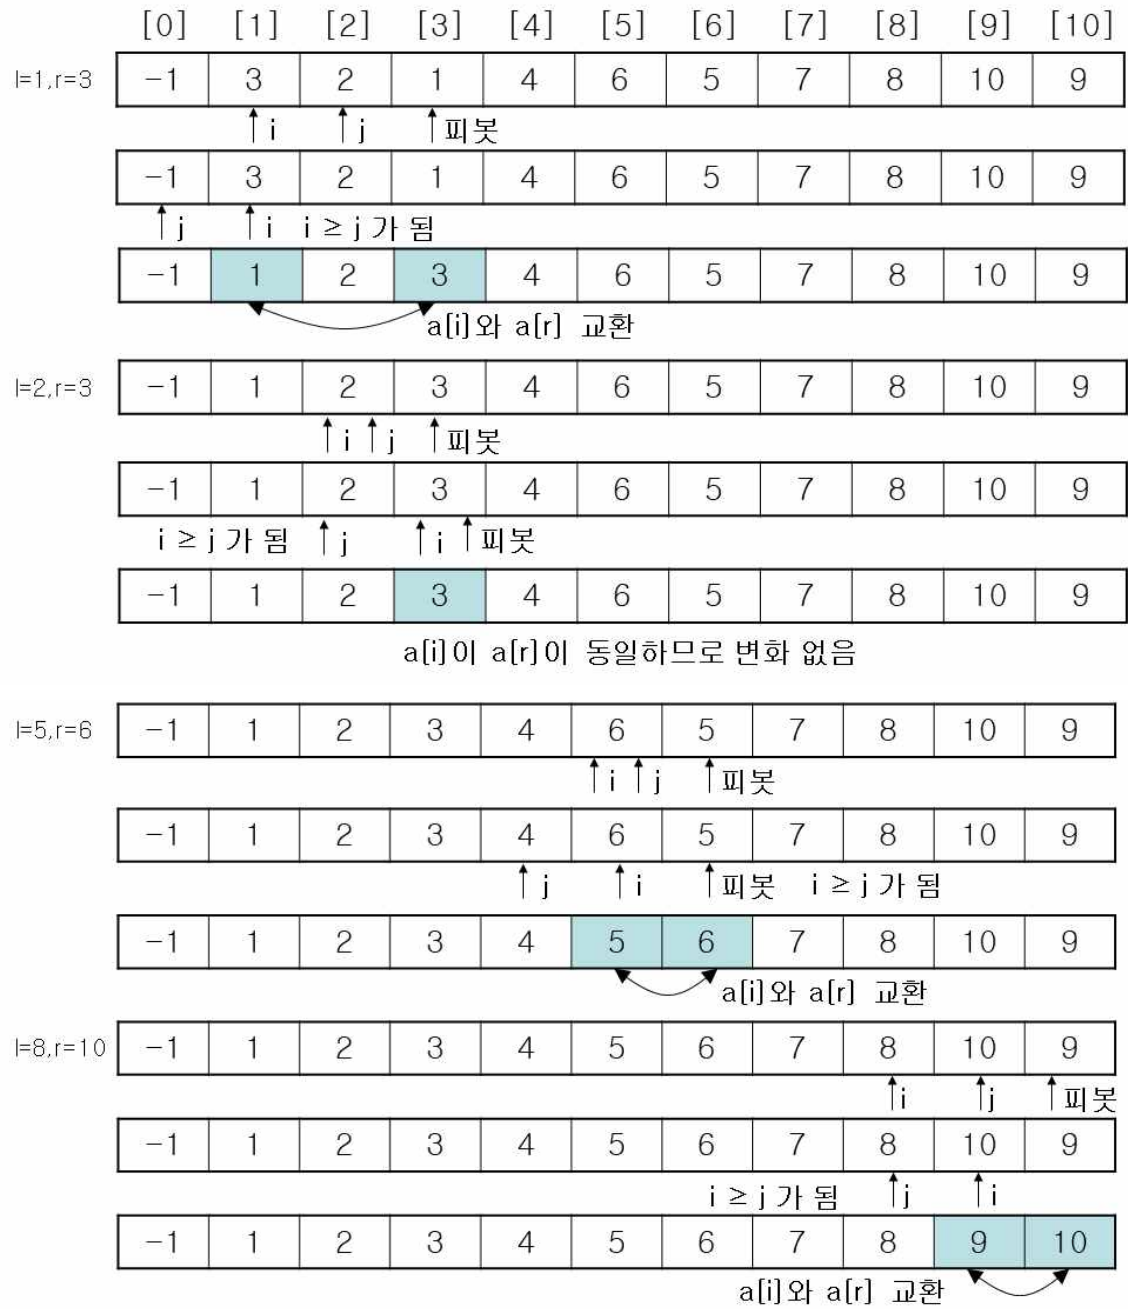 [0] [1] [2] [3] [4] [5] [6] [7] [8] [9] [10]
l=1,r=3 -1 3 2 1 4 6 5 7 8 10 9
i j 피봇
-1 3 2 1 4 6 5 7 8 10 9
j i i ≥ j 가 됨
-1 1 2 3 4 6 5 7 8 10 9
a[i]와 a[r] 교환
l=2,r=3 -1 1 2 3 4 6 5 7 8 10 9
i j 피봇
-1 1 2 3 4 6 5 7 8 10 9
i ≥ j 가 됨 j i 피봇
-1 1 2 3 4 6 5 7 8 10 9
a[i]이 a[r]이 동일하므로 변화 없음
l=5,r=6 -1 1 2 3 4 6 5 7 8 10 9
i j 피봇
-1 1 2 3 4 6 5 7 8 10 9
j i 피봇 i ≥ j 가 됨
-1 1 2 3 4 5 6 7 8 10 9
a[i]와 a[r] 교환
l=8,r=10 -1 1 2 3 4 5 6 7 8 10 9
i j 피봇
-1 1 2 3 4 5 6 7 8 10 9
i ≥ j 가 됨 j i
-1 1 2 3 4 5 6 7 8 9 10
a[i]와 a[r] 교환